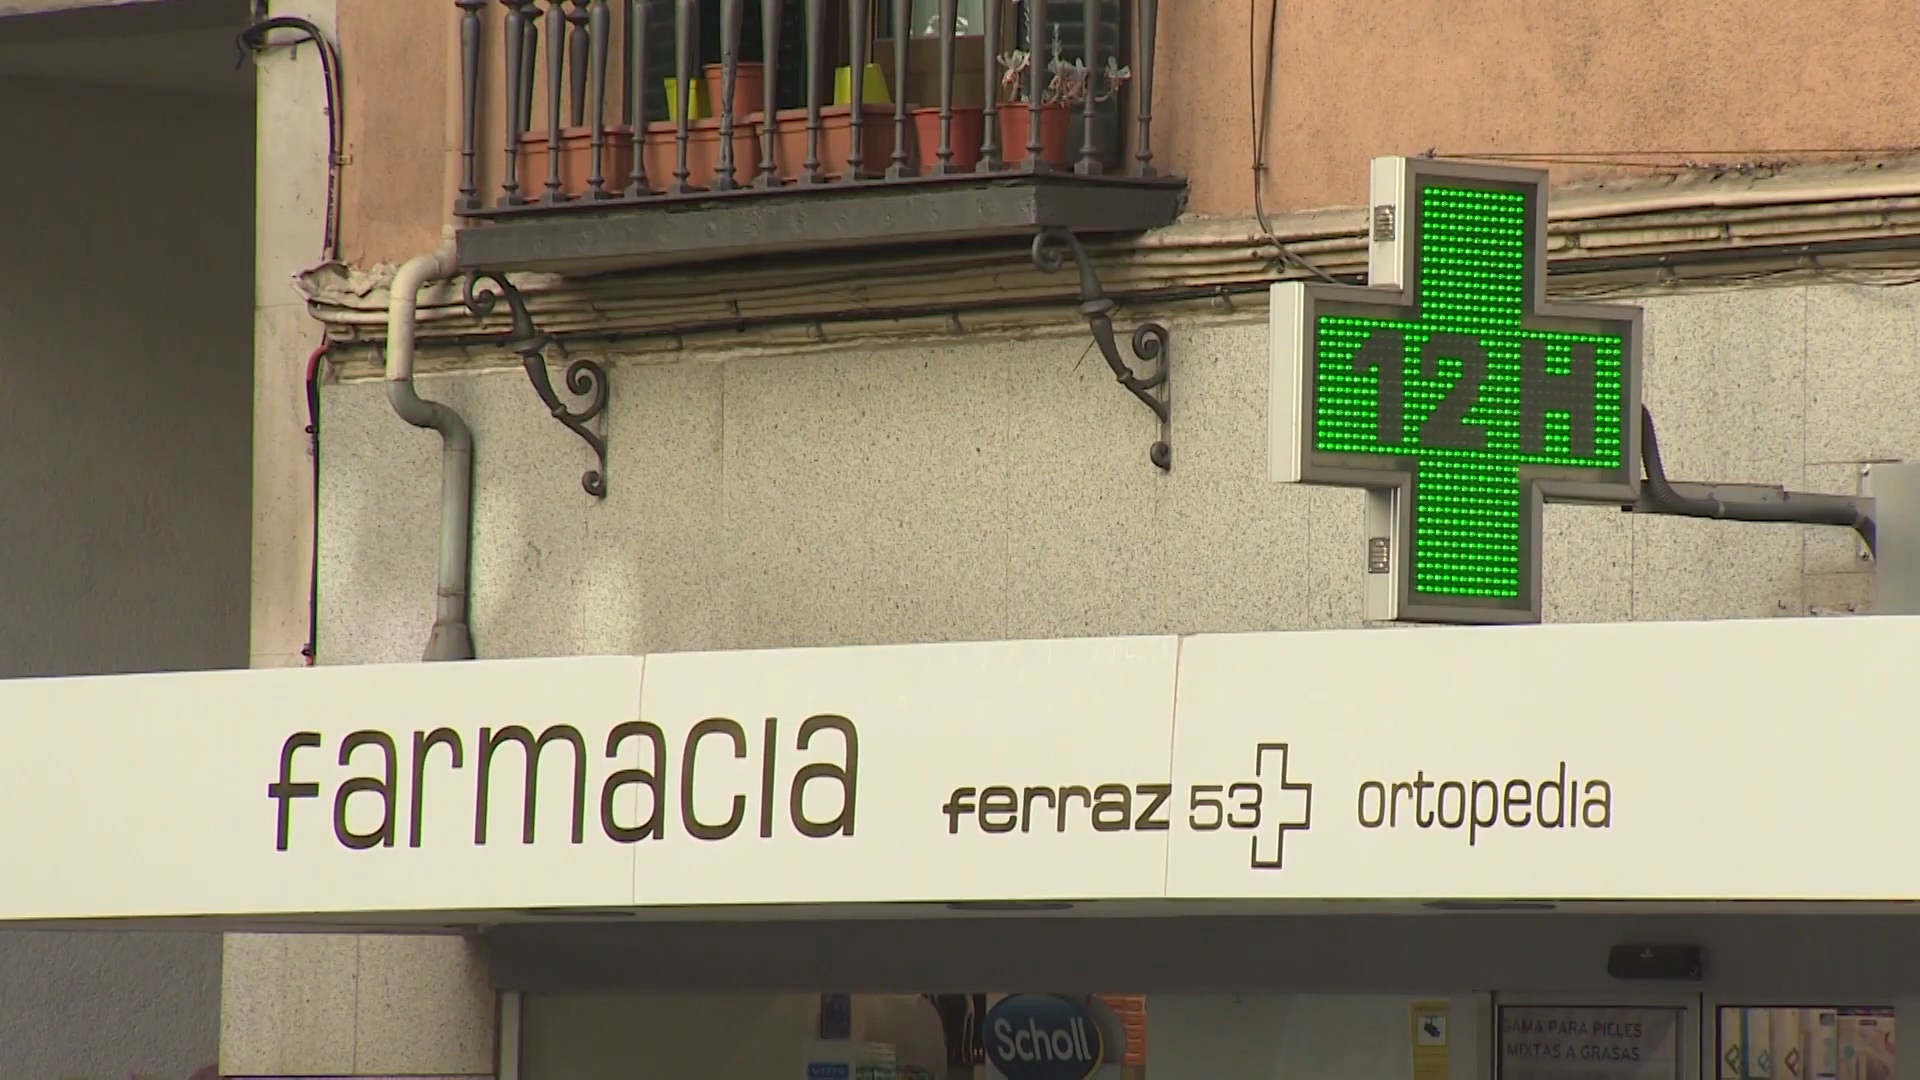 12H
farmacia
ferraz 53 ortopedia
Scholl
GAMA PARA PIELES
MIXTAS A GRASAS